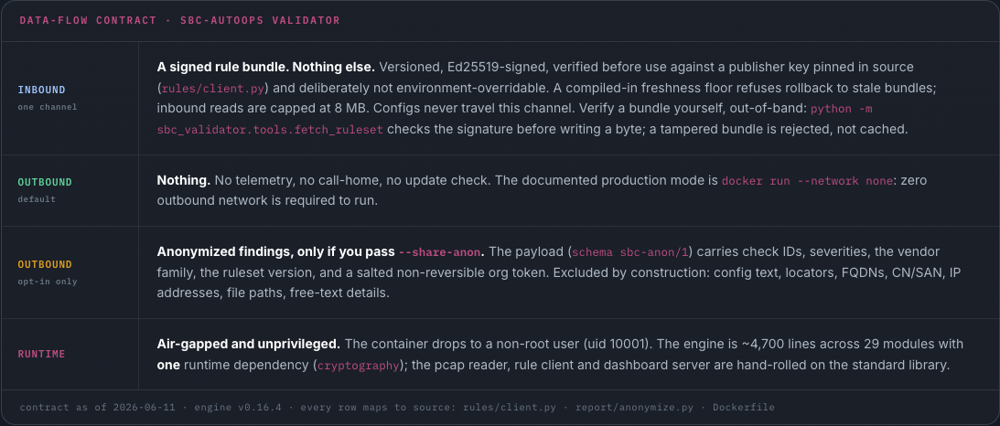 DATA-FLOW CONTRACT · SBC-AUTOOPS VALIDATOR
INBOUND
one channel
A signed rule bundle. Nothing else. Versioned, Ed25519-signed, verified before use against a publisher key pinned in source
(rules/client.py) and deliberately not environment-overridable. A compiled-in freshness floor refuses rollback to stale bundles;
inbound reads are capped at 8 MB. Configs never travel this channel. Verify a bundle yourself, out-of-band: python -m
sbc_validator.tools.fetch_ruleset checks the signature before writing a byte; a tampered bundle is rejected, not cached.
OUTBOUND
default
Nothing. No telemetry, no call-home, no update check. The documented production mode is docker run --network none: zero
outbound network is required to run.
OUTBOUND
opt-in only
Anonymized findings, only if you pass --share-anon. The payload (schema sbc-anon/1) carries check IDs, severities, the vendor
family, the ruleset version, and a salted non-reversible org token. Excluded by construction: config text, locators, FQDNs, CN/SAN, IP
addresses, file paths, free-text details.
RUNTIME
Air-gapped and unprivileged. The container drops to a non-root user (uid 10001). The engine is ~4,700 lines across 29 modules with
one runtime dependency (cryptography); the pcap reader, rule client and dashboard server are hand-rolled on the standard library.
contract as of 2026-06-11 · engine v0.16.4 · every row maps to source: rules/client.py · report/anonymize.py · Dockerfile